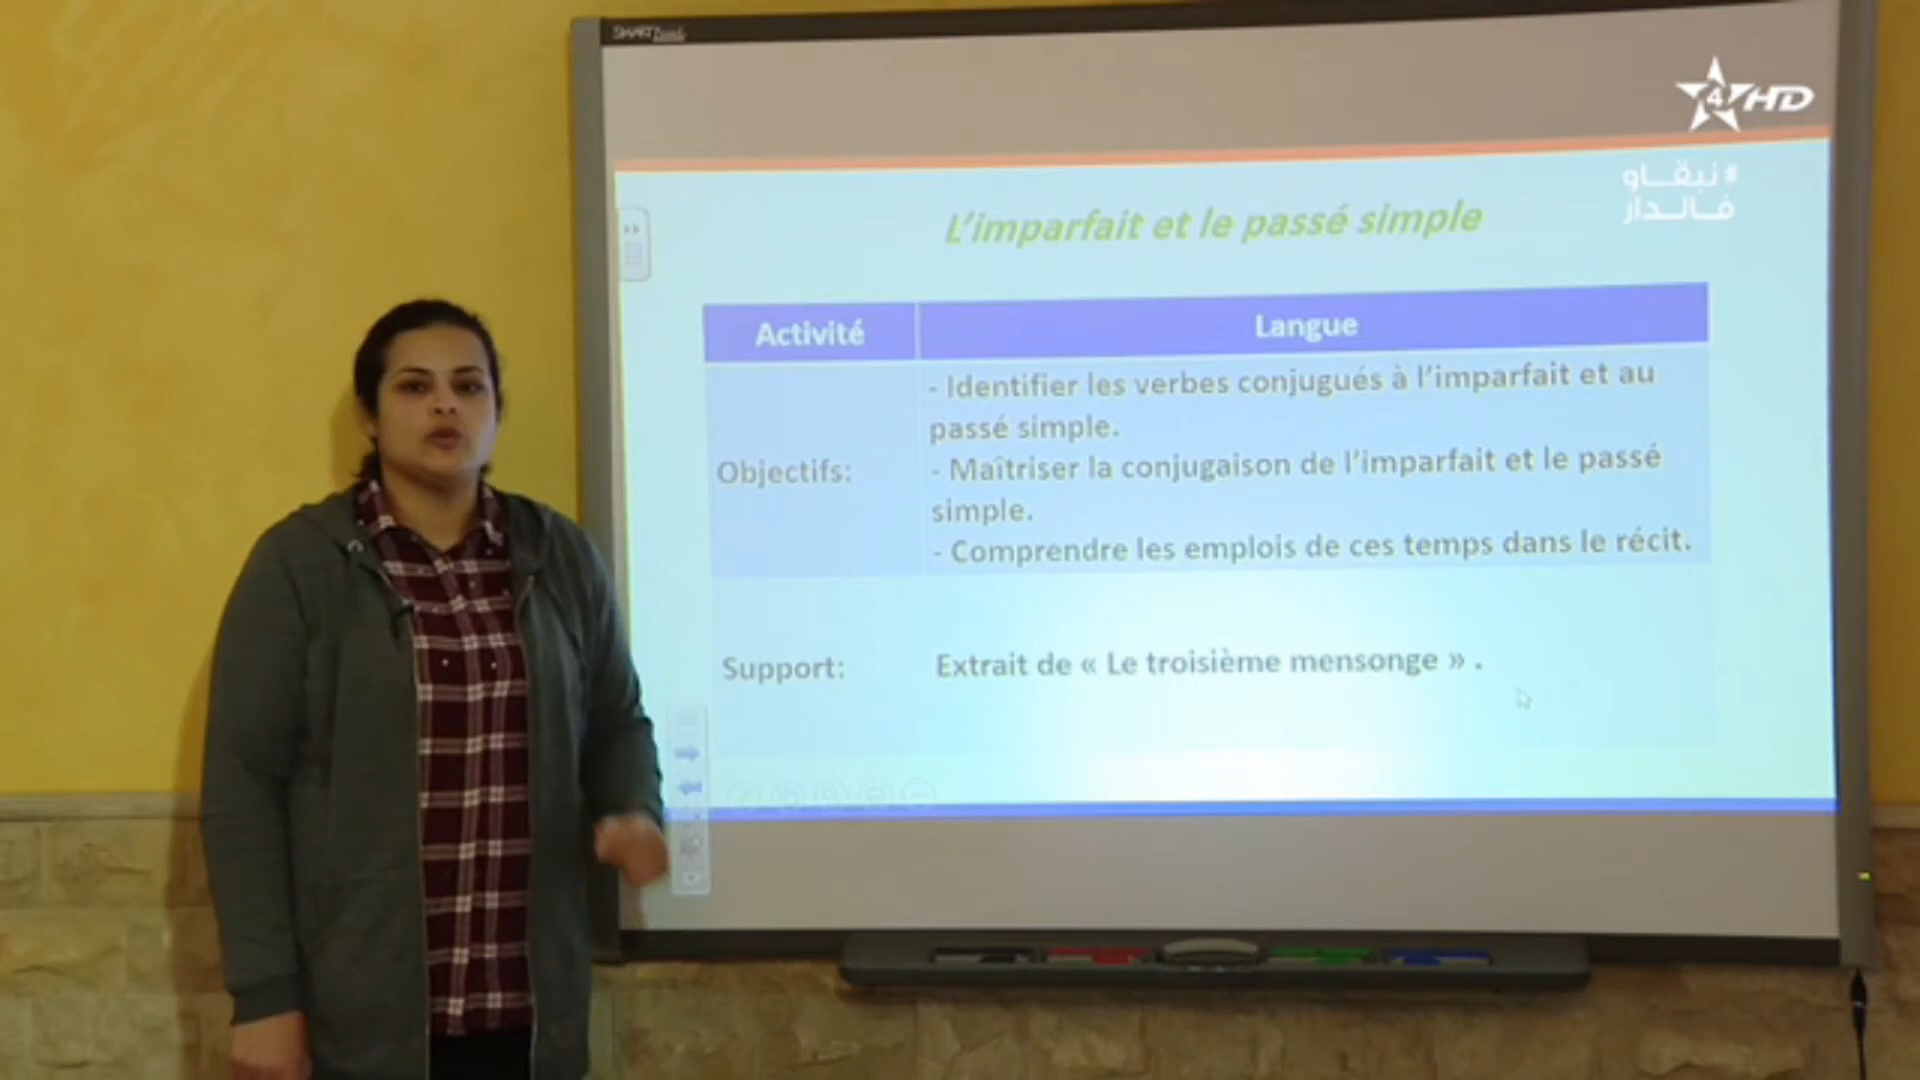 SMART Board
4 HD
#نبقاو
فالدار
L'imparfait et le passé simple
Activité
Langue
Objectifs:
- Identifier les verbes conjugués à l'imparfait et au
passé simple.
- Maîtriser la conjugaison de l'imparfait et le passé
simple.
- Comprendre les emplois de ces temps dans le récit.
Support:
Extrait de « Le troisième mensonge » .